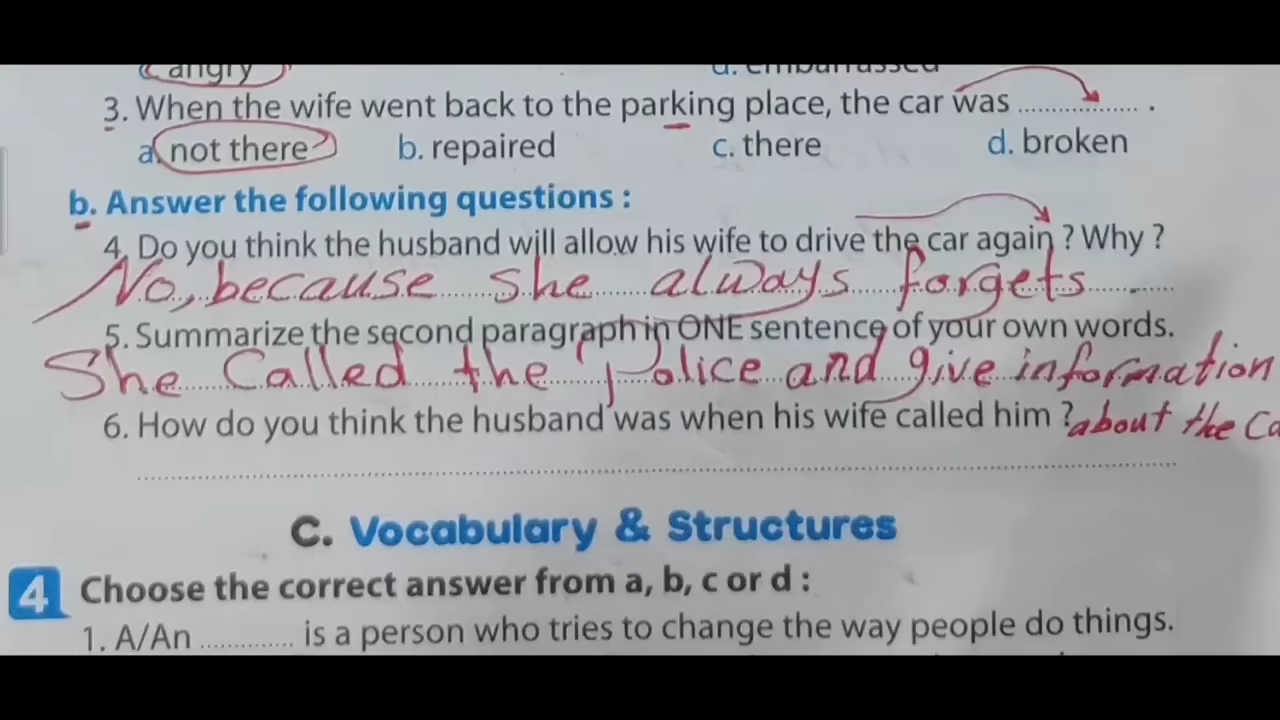 angry d. embarrassed
3. When the wife went back to the parking place, the car was .................... .
a. not there b. repaired c. there d. broken
b. Answer the following questions :
4. Do you think the husband will allow his wife to drive the car again ? Why ?
No, because she always forgets
5. Summarize the second paragraph in ONE sentence of your own words.
She Called the Police and give information
6. How do you think the husband was when his wife called him ? about the
C. Vocabulary & Structures
4 Choose the correct answer from a, b, c or d :
1. A/An .............. is a person who tries to change the way people do things.